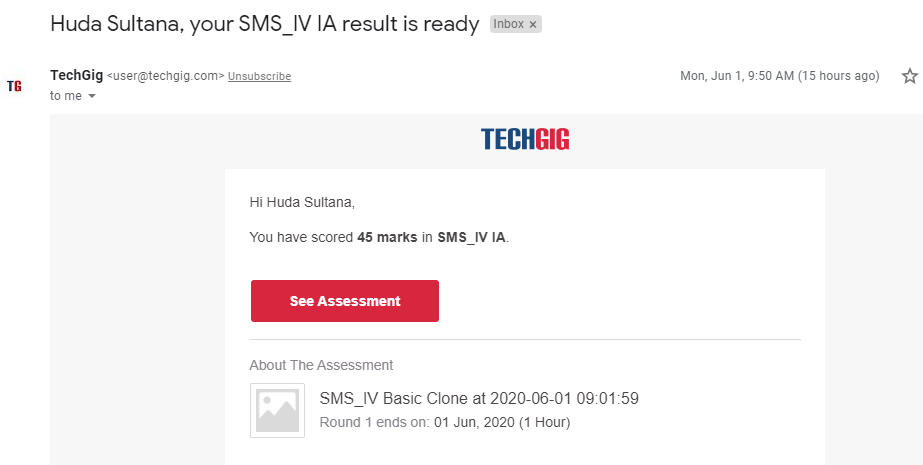 Huda Sultana, your SMS_IV IA result is ready Inbox ×
TG
TechGig <user@techgig.com> Unsubscribe Mon, Jun 1, 9:50 AM (15 hours ago)
to me
TECHGIG
Hi Huda Sultana,
You have scored 45 marks in SMS_IV IA.
See Assessment
About The Assessment
SMS_IV Basic Clone at 2020-06-01 09:01:59
Round 1 ends on: 01 Jun, 2020 (1 Hour)